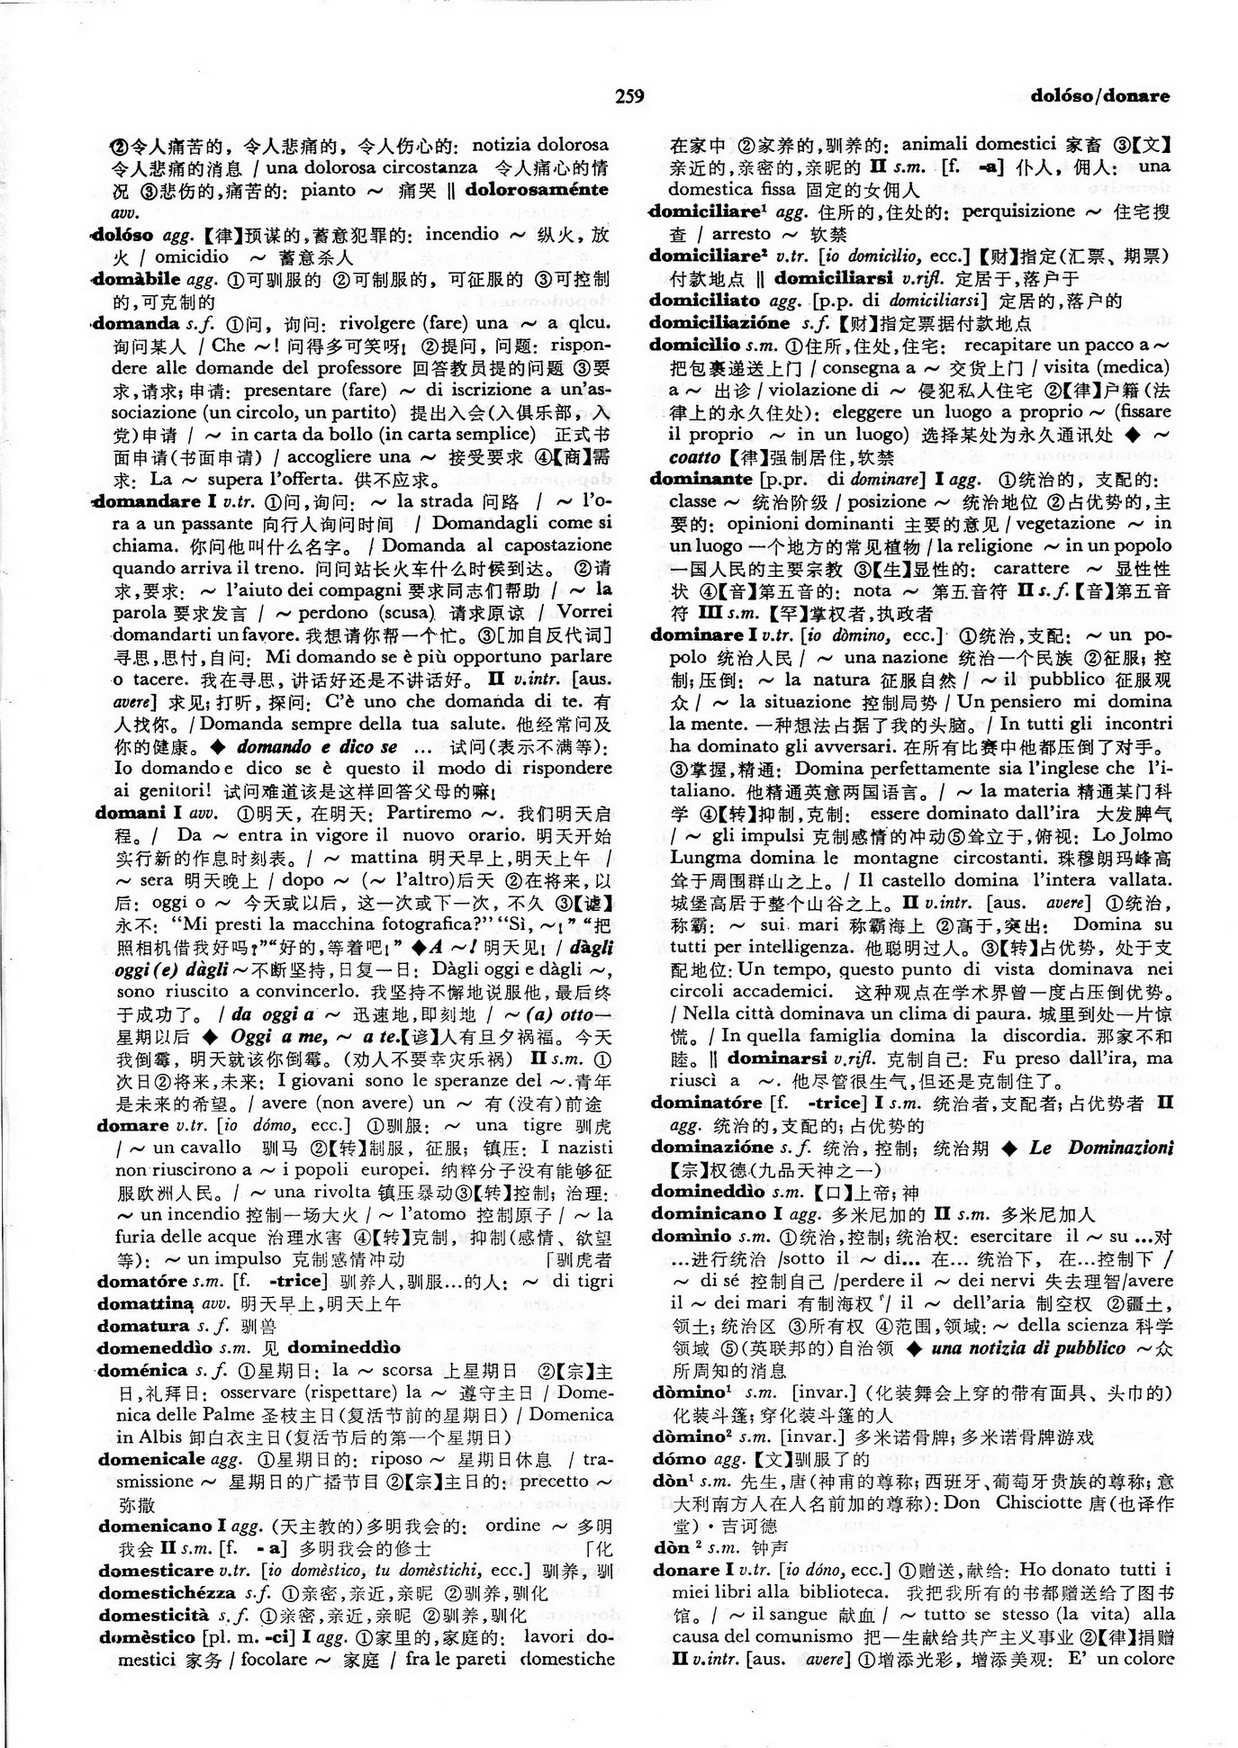 259
dolóso/donare
②令人痛苦的, 令人悲痛的, 令人伤心的: notizia dolorosa
令人悲痛的消息 / una dolorosa circostanza 令人痛心的情
况 ③悲伤的,痛苦的: pianto ~ 痛哭 ‖ dolorosaménte
avv.
dolóso agg. 【律】预谋的,蓄意犯罪的: incendio ~ 纵火, 放
火 / omicidio ~ 蓄意杀人
domàbile agg. ①可驯服的 ②可制服的, 可征服的 ③可控制
的,可克制的
domanda s.f. ①问, 询问: rivolgere (fare) una ~ a qlcu.
询问某人 / Che ~! 问得多可笑呀! ②提问, 问题: rispon-
dere alle domande del professore 回答教员提的问题 ③要
求,请求; 申请: presentare (fare) ~ di iscrizione a un'as-
sociazione (un circolo, un partito) 提出入会(入俱乐部, 入
党)申请 / ~ in carta da bollo (in carta semplice) 正式书
面申请(书面申请) / accogliere una ~ 接受要求 ④【商】需
求: La ~ supera l'offerta. 供不应求。
domandare I v.tr. ①问,询问: ~ la strada 问路 / ~ l'o-
ra a un passante 向行人询问时间 / Domandagli come si
chiama. 你问他叫什么名字。 / Domanda al capostazione
quando arriva il treno. 问问站长火车什么时候到达。 ②请
求,要求: ~ l'aiuto dei compagni 要求同志们帮助 / ~ la
parola 要求发言 / ~ perdono (scusa) 请求原谅 / Vorrei
domandarti un favore. 我想请你帮一个忙。③[加自反代词]
寻思,思忖,自问: Mi domando se è più opportuno parlare
o tacere. 我在寻思, 讲话好还是不讲话好。 II v.intr. [aus.
avere] 求见; 打听, 探问: C'è uno che domanda di te. 有
人找你。/ Domanda sempre della tua salute. 他经常问及
你的健康。◆ domando e dico se … 试问(表示不满等):
Io domando e dico se è questo il modo di rispondere
ai genitori! 试问难道该是这样回答父母的嘛!
domani I avv. ①明天, 在明天: Partiremo ~. 我们明天启
程。/ Da ~ entra in vigore il nuovo orario. 明天开始
实行新的作息时刻表。/ ~ mattina 明天早上,明天上午 /
~ sera 明天晚上 / dopo ~ (~ l'altro)后天 ②在将来, 以
后: oggi o ~ 今天或以后, 这一次或下一次, 不久 ③【谑】
永不: “Mi presti la macchina fotografica?” “Sì, ~!” “把
照相机借我好吗?”“好的,等着吧!” ◆A ~! 明天见! / dàgli
oggi (e) dàgli ~不断坚持,日复一日: Dàgli oggi e dàgli ~,
sono riuscito a convincerlo. 我坚持不懈地说服他,最后终
于成功了。 / da oggi a ~ 迅速地,即刻地 / ~ (a) otto一
星期以后 ◆ Oggi a me, ~ a te.【谚】人有旦夕祸福。今天
我倒霉, 明天就该你倒霉。(劝人不要幸灾乐祸) II s.m. ①
次日②将来,未来: I giovani sono le speranze del ~.青年
是未来的希望。/ avere (non avere) un ~ 有(没有)前途
domare v.tr. [io dómo, ecc.] ①驯服: ~ una tigre 驯虎
/ ~ un cavallo 驯马 ②【转】制服, 征服; 镇压: I nazisti
non riuscirono a ~ i popoli europei. 纳粹分子没有能够征
服欧洲人民。/ ~ una rivolta 镇压暴动③【转】控制; 治理:
~ un incendio 控制一场大火 / ~ l'atomo 控制原子 / ~ la
furia delle acque 治理水害 ④【转】克制, 抑制(感情、欲望
等): ~ un impulso 克制感情冲动 「驯虎者
domatóre s.m. [f. -trice] 驯养人,驯服…的人: ~ di tigri
domattina avv. 明天早上,明天上午
domatura s.f. 驯兽
domeneddìo s.m. 见 domineddìo
doménica s.f. ①星期日: la ~ scorsa 上星期日 ②【宗】主
日,礼拜日: osservare (rispettare) la ~ 遵守主日 / Dome-
nica delle Palme 圣枝主日(复活节前的星期日) / Domenica
in Albis 卸白衣主日(复活节后的第一个星期日)
domenicale agg. ①星期日的: riposo ~ 星期日休息 / tra-
smissione ~ 星期日的广播节目 ②【宗】主日的: precetto ~
弥撒
domenicano I agg. (天主教的)多明我会的: ordine ~ 多明
我会 II s.m. [f. -a] 多明我会的修士 「化
domesticare v.tr. [io domèstico, tu domèstichi, ecc.] 驯养, 驯
domestichézza s.f. ①亲密,亲近,亲昵 ②驯养,驯化
domesticità s.f. ①亲密,亲近,亲昵 ②驯养,驯化
domèstico [pl. m. -ci] I agg. ①家里的,家庭的: lavori do-
mestici 家务 / focolare ~ 家庭 / fra le pareti domestiche
在家中 ②家养的,驯养的: animali domestici 家畜 ③【文】
亲近的,亲密的,亲昵的 II s.m. [f. -a] 仆人, 佣人: una
domestica fissa 固定的女佣人
domiciliare¹ agg. 住所的,住处的: perquisizione ~ 住宅搜
查 / arresto ~ 软禁
domiciliare² v.tr. [io domicìlio, ecc.]【财】指定(汇票、期票)
付款地点 ‖ domiciliarsi v.rifl. 定居于,落户于
domiciliato agg. [p.p. di domiciliarsi] 定居的,落户的
domiciliazióne s.f.【财】指定票据付款地点
domicìlio s.m. ①住所,住处,住宅: recapitare un pacco a ~
把包裹递送上门 / consegna a ~ 交货上门 / visita (medica)
a ~ 出诊 / violazione di ~ 侵犯私人住宅 ②【律】户籍(法
律上的永久住处): eleggere un luogo a proprio ~ (fissare
il proprio ~ in un luogo) 选择某处为永久通讯处 ◆ ~
coatto【律】强制居住,软禁
dominante [p.pr. di dominare] I agg. ①统治的, 支配的:
classe ~ 统治阶级 / posizione ~ 统治地位 ②占优势的,主
要的: opinioni dominanti 主要的意见 / vegetazione ~ in
un luogo 一个地方的常见植物 / la religione ~ in un popolo
一国人民的主要宗教 ③【生】显性的: carattere ~ 显性性
状 ④【音】第五音的: nota ~ 第五音符 II s.f.【音】第五音
符 III s.m.【罕】掌权者,执政者
dominare I v.tr. [io dòmino, ecc.] ①统治,支配: ~ un po-
polo 统治人民 / ~ una nazione 统治一个民族 ②征服; 控
制; 压倒: ~ la natura 征服自然 / ~ il pubblico 征服观
众 / ~ la situazione 控制局势 / Un pensiero mi domina
la mente. 一种想法占据了我的头脑。/ In tutti gli incontri
ha dominato gli avversari. 在所有比赛中他都压倒了对手。
③掌握,精通: Domina perfettamente sia l'inglese che l'i-
taliano. 他精通英意两国语言。/ ~ la materia 精通某门科
学 ④【转】抑制,克制: essere dominato dall'ira 大发脾气
/ ~ gli impulsi 克制感情的冲动⑤耸立于,俯视: Lo Jolmo
Lungma domina le montagne circostanti. 珠穆朗玛峰高
耸于周围群山之上。/ Il castello domina l'intera vallata.
城堡高居于整个山谷之上。II v.intr. [aus. avere] ①统治,
称霸: ~ sui mari 称霸海上 ②高于,突出: Domina su
tutti per intelligenza. 他聪明过人。③【转】占优势, 处于支
配地位: Un tempo, questo punto di vista dominava nei
circoli accademici. 这种观点在学术界曾一度占压倒优势。
/ Nella città dominava un clima di paura. 城里到处一片惊
慌。/ In quella famiglia domina la discordia. 那家不和
睦。‖ dominarsi v.rifl. 克制自己: Fu preso dall'ira, ma
riuscì a ~. 他尽管很生气,但还是克制住了。
dominatóre [f. -trice] I s.m. 统治者,支配者; 占优势者 II
agg. 统治的,支配的; 占优势的
dominazióne s.f. 统治, 控制; 统治期 ◆ Le Dominazioni
【宗】权德(九品天神之一)
domineddìo s.m.【口】上帝; 神
dominicano I agg. 多米尼加的 II s.m. 多米尼加人
domìnio s.m. ①统治,控制; 统治权: esercitare il ~ su …对
…进行统治 /sotto il ~ di… 在…统治下, 在…控制下 /
~ di sé 控制自己 /perdere il ~ dei nervi 失去理智/avere
il ~ dei mari 有制海权 / il ~ dell'aria 制空权 ②疆土,
领土; 统治区 ③所有权 ④范围,领域: ~ della scienza 科学
领域 ⑤(英联邦的)自治领 ◆ una notizia di pubblico ~众
所周知的消息
dòmino¹ s.m. [invar.] (化装舞会上穿的带有面具、头巾的)
化装斗篷; 穿化装斗篷的人
dòmino² s.m. [invar.] 多米诺骨牌; 多米诺骨牌游戏
dómo agg.【文】驯服了的
dòn¹ s.m. 先生,唐(神甫的尊称; 西班牙、葡萄牙贵族的尊称; 意
大利南方人在人名前加的尊称): Don Chisciotte 唐(也译作
堂)·吉诃德
dòn² s.m. 钟声
donare I v.tr. [io dóno, ecc.] ①赠送,献给: Ho donato tutti i
miei libri alla biblioteca. 我把我所有的书都赠送给了图书
馆。/ ~ il sangue 献血 / ~ tutto se stesso (la vita) alla
causa del comunismo 把一生献给共产主义事业 ②【律】捐赠
II v.intr. [aus. avere] ①增添光彩, 增添美观: E' un colore